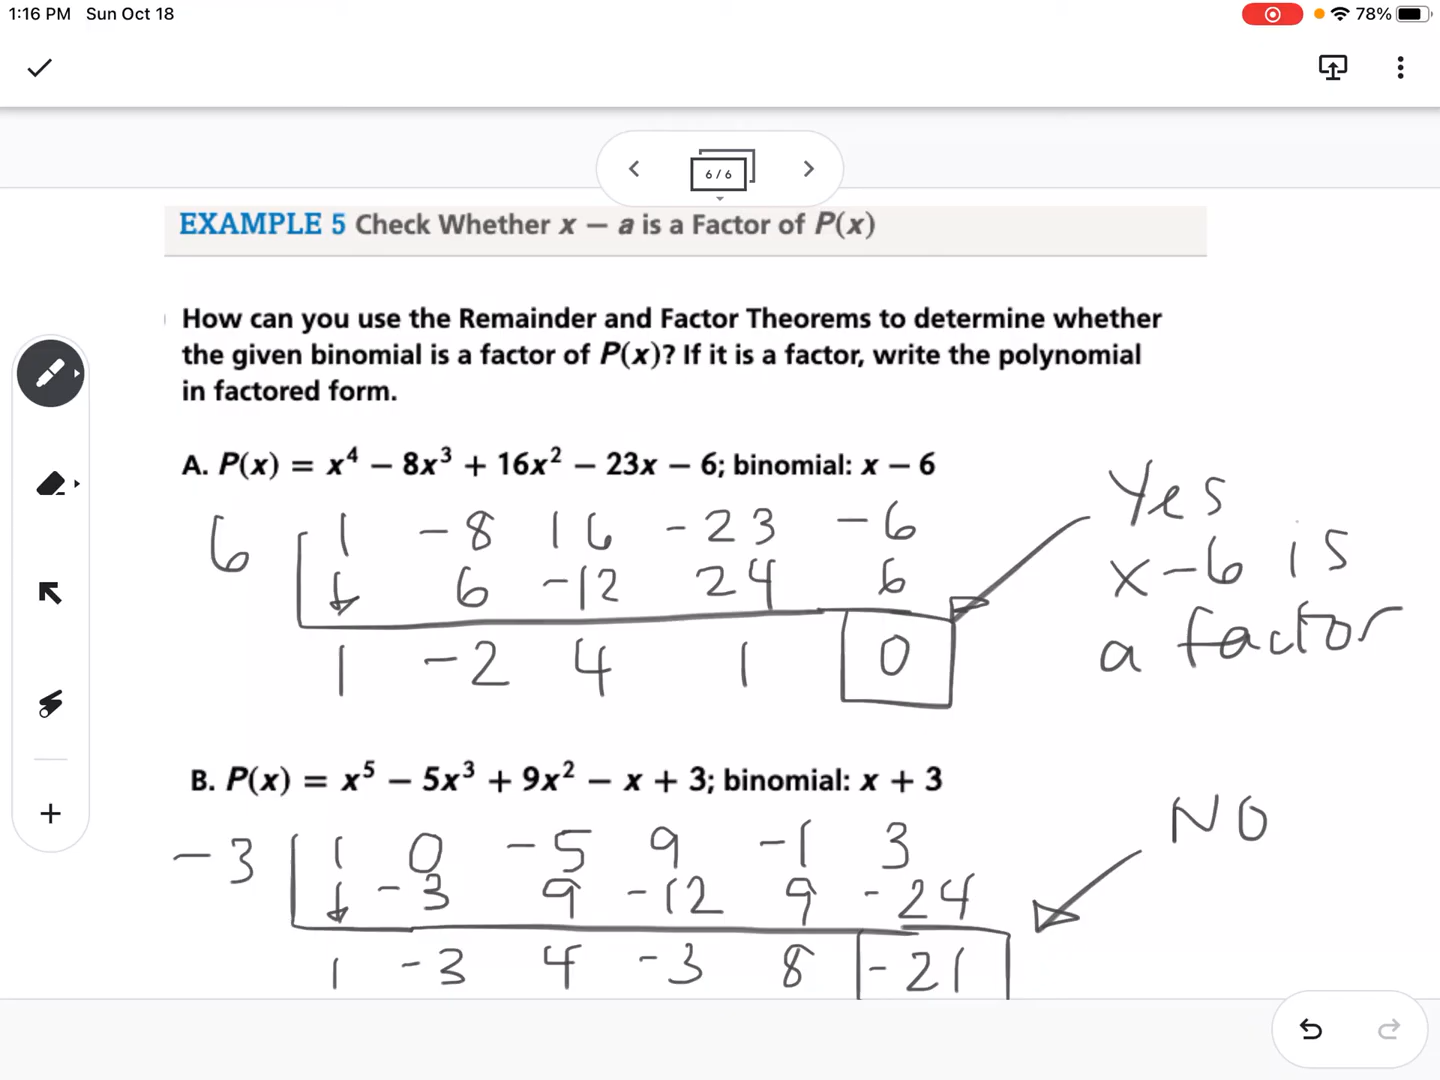 1:16 PM Sun Oct 18
78%
6 / 6
EXAMPLE 5 Check Whether x − a is a Factor of P(x)
How can you use the Remainder and Factor Theorems to determine whether
the given binomial is a factor of P(x)? If it is a factor, write the polynomial
in factored form.
A. P(x) = x⁴ − 8x³ + 16x² − 23x − 6; binomial: x − 6
6 1 -8 16 -23 -6
6 -12 24 6
1 -2 4 1 0
Yes
x-6 is
a factor
B. P(x) = x⁵ − 5x³ + 9x² − x + 3; binomial: x + 3
-3 1 0 -5 9 -1 3
-3 9 -12 9 -24
1 -3 4 -3 8 -21
NO